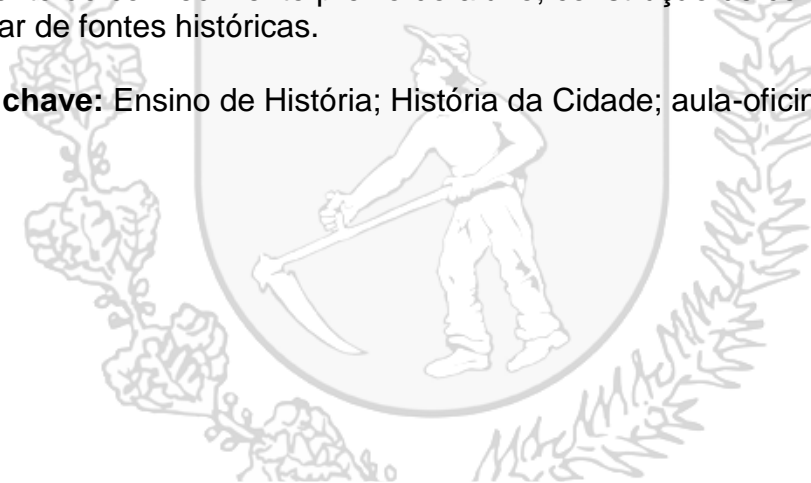 ar de fontes históricas.
chave: Ensino de História; História da Cidade; aula-oficin